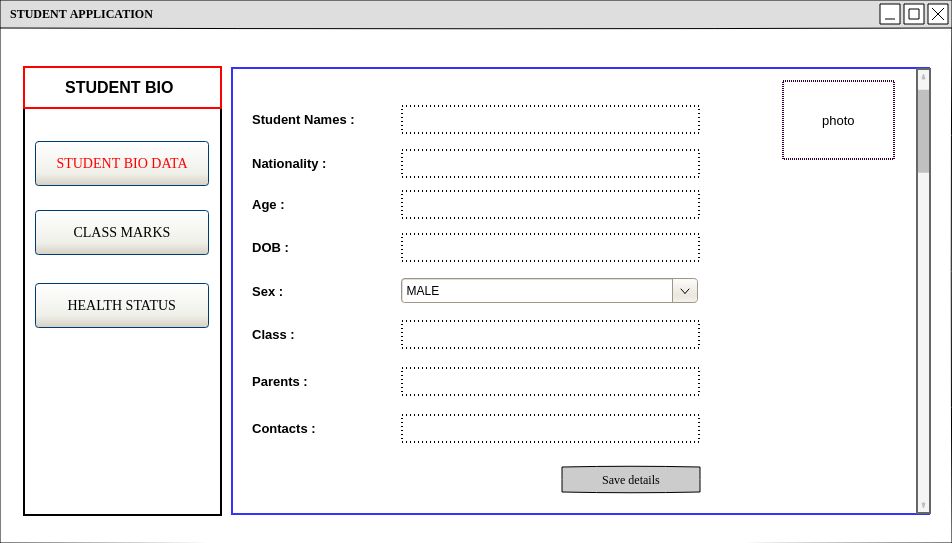 STUDENT APPLICATION
STUDENT BIO
STUDENT BIO DATA
CLASS MARKS
HEALTH STATUS
photo
Student Names :
Nationality :
Age :
DOB :
Sex : MALE
Class :
Parents :
Contacts :
Save details